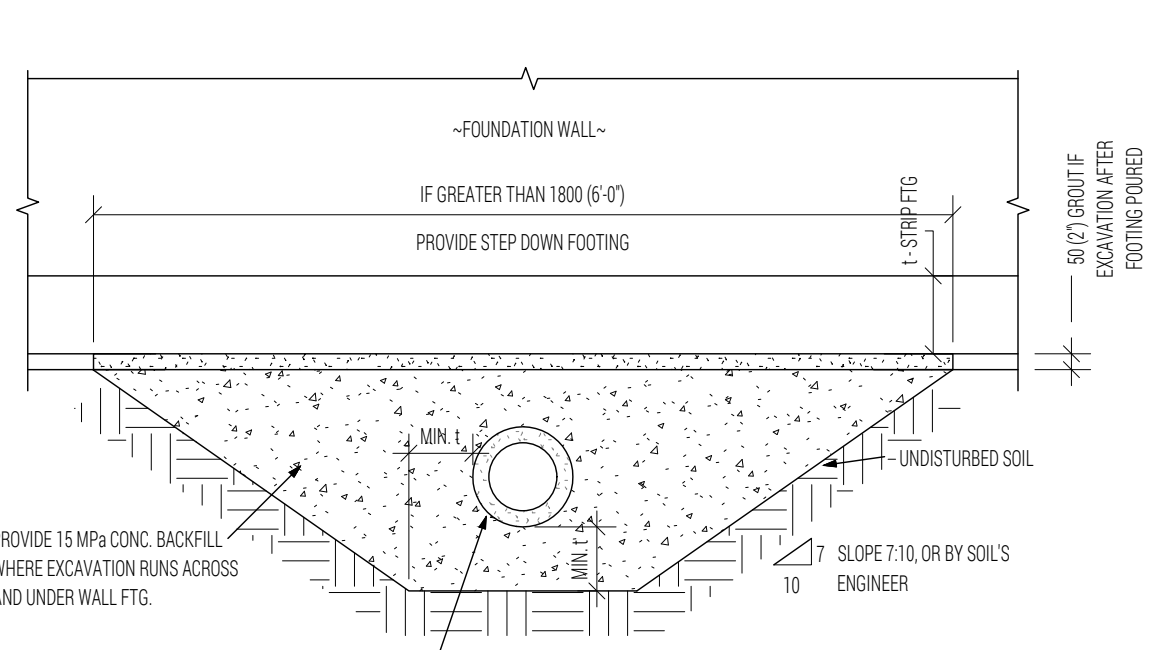 ~FOUNDATION WALL~
IF GREATER THAN 1800 (6'-0")
PROVIDE STEP DOWN FOOTING
t - STRIP FTG
50 (2") GROUT IF
EXCAVATION AFTER
FOOTING POURED
MIN. t
UNDISTURBED SOIL
MIN. t
7
10
SLOPE 7:10, OR BY SOIL'S
ENGINEER
ROVIDE 15 MPa CONC. BACKFILL
WHERE EXCAVATION RUNS ACROSS
AND UNDER WALL FTG.